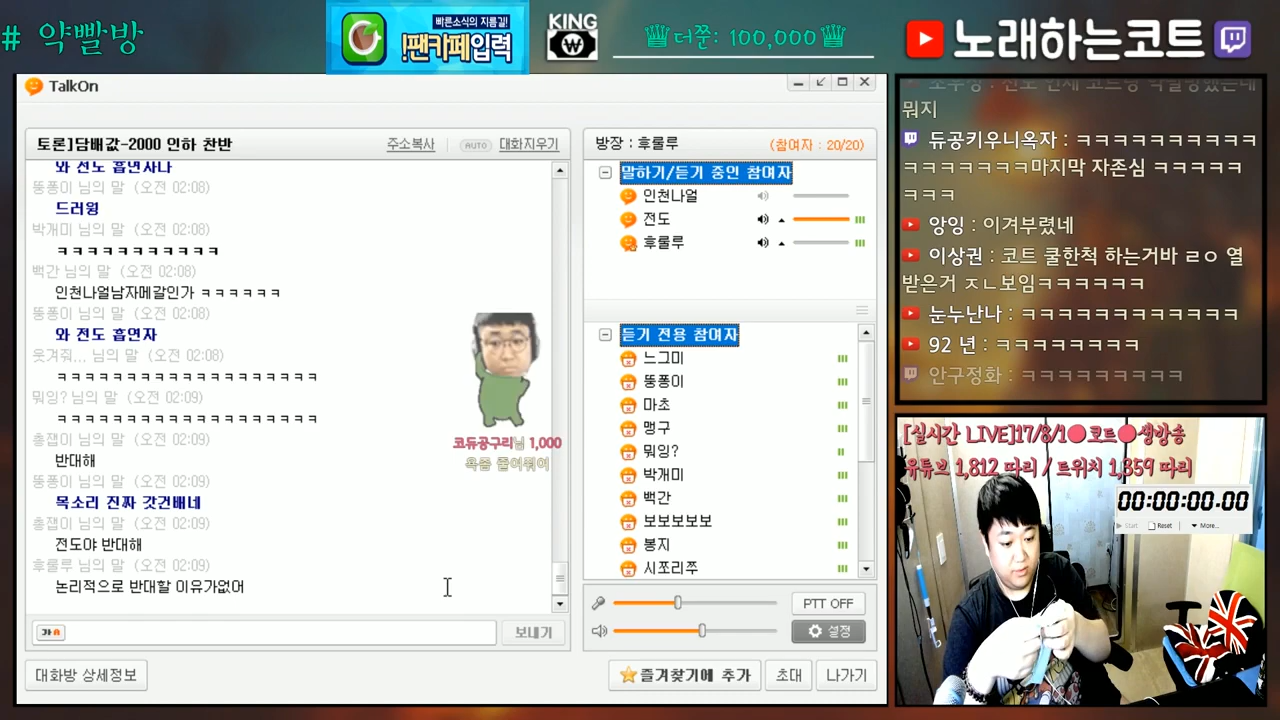 # 약빨방
빠른소식의 지름길!
!팬카페입력
KING
₩
더쿤: 100,000
노래하는코트
TalkOn
토론]담배값-2000 인하 찬반
주소복사
AUTO
대화지우기
와 전도 흡연자나
뚱퐁이 님의 말 (오전 02:08)
드러웡
박개미 님의 말 (오전 02:08)
ㅋㅋㅋㅋㅋㅋㅋㅋㅋㅋㅋ
백간 님의 말 (오전 02:08)
인천나얼남자메갈인가 ㅋㅋㅋㅋㅋㅋ
뚱퐁이 님의 말 (오전 02:08)
와 전도 흡연자
웃겨줘... 님의 말 (오전 02:08)
ㅋㅋㅋㅋㅋㅋㅋㅋㅋㅋㅋㅋㅋㅋㅋㅋㅋㅋ
뭐잉? 님의 말 (오전 02:09)
ㅋㅋㅋㅋㅋㅋㅋㅋㅋㅋㅋㅋㅋㅋㅋㅋㅋㅋ
총잽이 님의 말 (오전 02:09)
반대해
뚱퐁이 님의 말 (오전 02:09)
목소리 진짜 갓건배네
총잽이 님의 말 (오전 02:09)
전도야 반대해
후룰루 님의 말 (오전 02:09)
논리적으로 반대할 이유가없어
코듀공구리님 1,000
욕좀 줄여줘여
가A
보내기
대화방 상세정보
방장 : 후룰루
(참여자 : 20/20)
말하기/듣기 중인 참여자
인천나얼
전도
후룰루
듣기 전용 참여자
느그미
뚱퐁이
마초
맹구
뭐잉?
박개미
백간
보보보보보
봉지
시포리쭈
PTT OFF
설정
즐겨찾기에 추가
초대
나가기
뭐지
듀공키우니옥자 : ㅋㅋㅋㅋㅋㅋㅋㅋㅋㅋㅋ
ㅋㅋㅋㅋㅋㅋㅋ마지막 자존심 ㅋㅋㅋㅋㅋ
ㅋㅋㅋ
앙잉 : 이겨부렸네
이상권 : 코트 쿨한척 하는거바 ㄹㅇ 열
받은거 ㅈㄴ보임ㅋㅋㅋㅋㅋㅋ
눈누난나 : ㅋㅋㅋㅋㅋㅋㅋㅋㅋㅋㅋㅋ
92 년 : ㅋㅋㅋㅋㅋㅋㅋㅋ
안구정화 : ㅋㅋㅋㅋㅋㅋㅋㅋㅋ
[실시간 LIVE]17/8/1●코트●생방송
유튜브 1,812 따리 / 트위치 1,359 따리
00:00:00.00
Start
Reset
More...